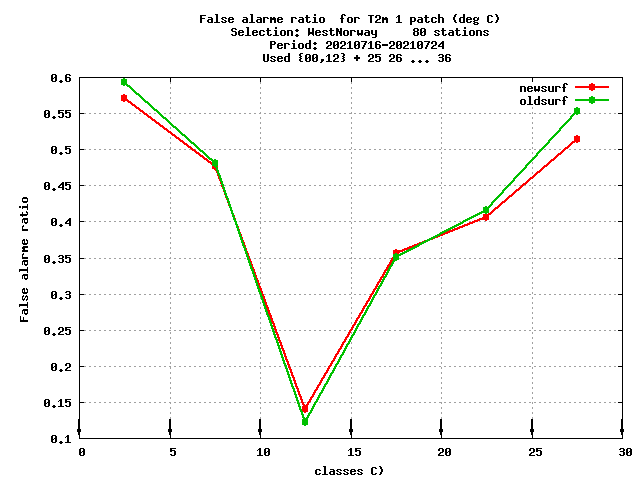 False alarme ratio  for T2m 1 patch (deg C)
Selection: WestNorway     80 stations
Period: 20210716-20210724
Used {00,12} + 25 26 ... 36
0.6
newsurf
oldsurf
0.55
0.5
0.45
0.4
0.35
0.3
0.25
0.2
0.15
0.1
False alarme ratio
0 5 10 15 20 25 30
classes C)